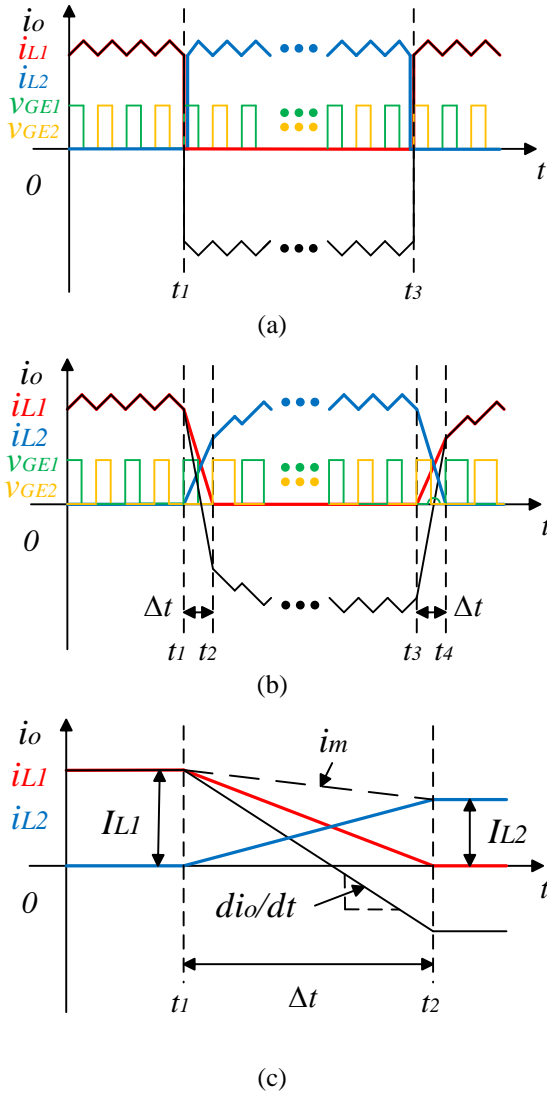 io
iL1
iL2
vGE1
vGE2
0
t
t1
t3
(a)
io
iL1
iL2
vGE1
vGE2
0
t
Δt
Δt
t1
t2
t3
t4
(b)
io
im
iL1
iL2
IL1
IL2
0
t
dio/dt
t1
Δt
t2
(c)